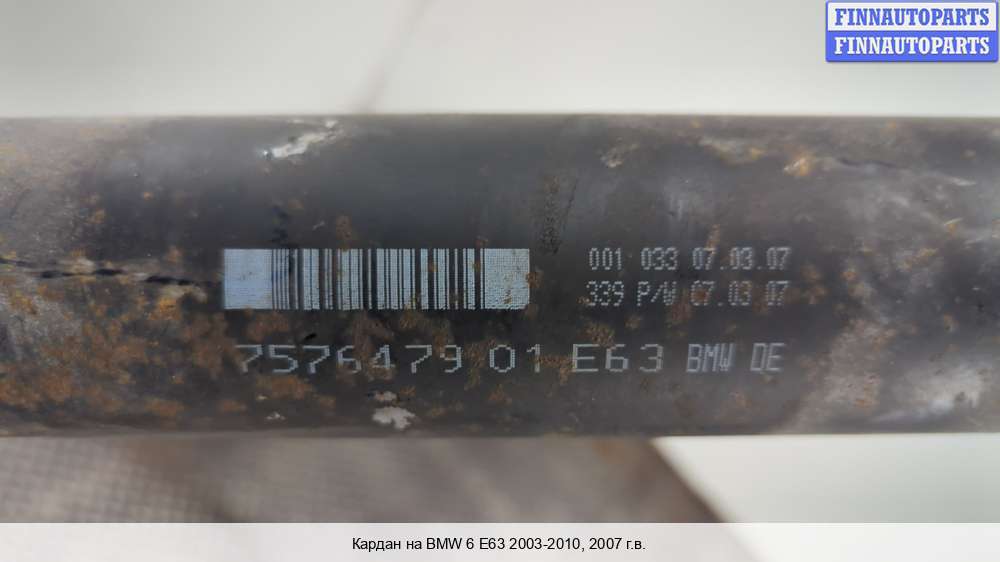 FINNAUTOPARTS
FINNAUTOPARTS
001 033 07.03.07
339 P/W 07.03.07
7576479 01 E63 BMW DE
Кардан на BMW 6 E63 2003-2010, 2007 г.в.